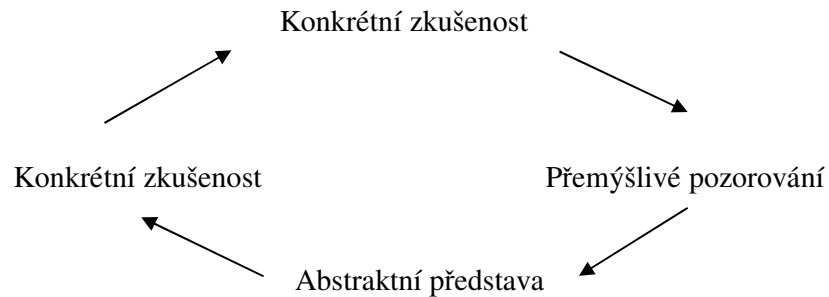 Konkrétní zkušenost
Konkrétní zkušenost
Přemýšlivé pozorování
Abstraktní představa